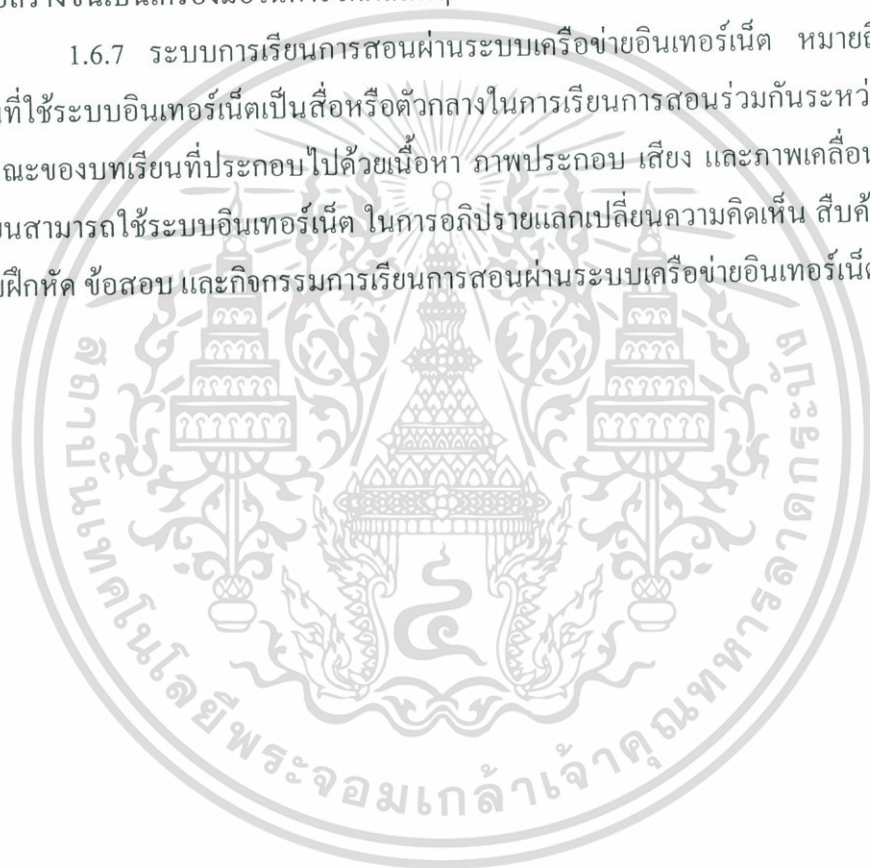 1.6.7 ระบบการเรียนการสอนผ่านระบบเครือข่ายอินเทอร์เน็ต หมายถึ
ที่ใช้ระบบอินเทอร์เน็ตเป็นสื่อหรือตัวกลางในการเรียนการสอนร่วมกันระหว่
ณะของบทเรียนที่ประกอบไปด้วยเนื้อหา ภาพประกอบ เสียง และภาพเคลื่อน
นสามารถใช้ระบบอินเทอร์เน็ต ในการอภิปรายแลกเปลี่ยนความคิดเห็น สืบค้
ฝึกหัด ข้อสอบ และกิจกรรมการเรียนการสอนผ่านระบบเครือข่ายอินเทอร์เน็ต
สถาบันเทคโนโลยีพระจอมเกล้าเจ้าคุณทหารลาดกระบัง